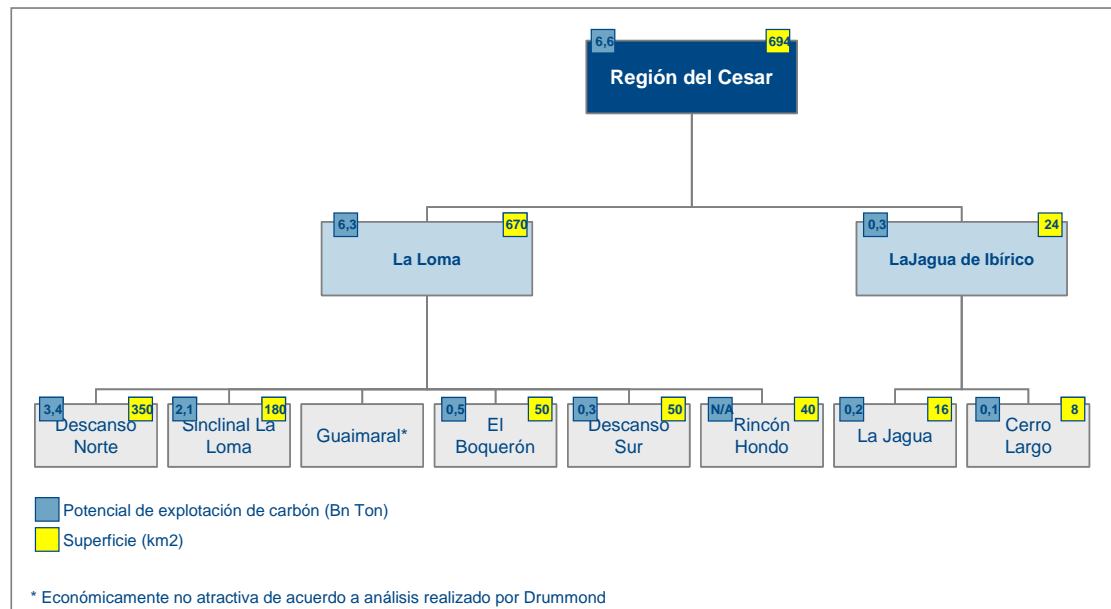 6,6
694
Región del Cesar
6,3
670
La Loma
0,3
24
LaJagua de Ibírico
3,4
350
Descanso
Norte
2,1
180
Sinclinal La
Loma
Guaimaral*
0,5
50
El
Boquerón
0,3
50
Descanso
Sur
N/A
40
Rincón
Hondo
0,2
16
La Jagua
0,1
8
Cerro
Largo
Potencial de explotación de carbón (Bn Ton)
Superficie (km2)
* Económicamente no atractiva de acuerdo a análisis realizado por Drummond